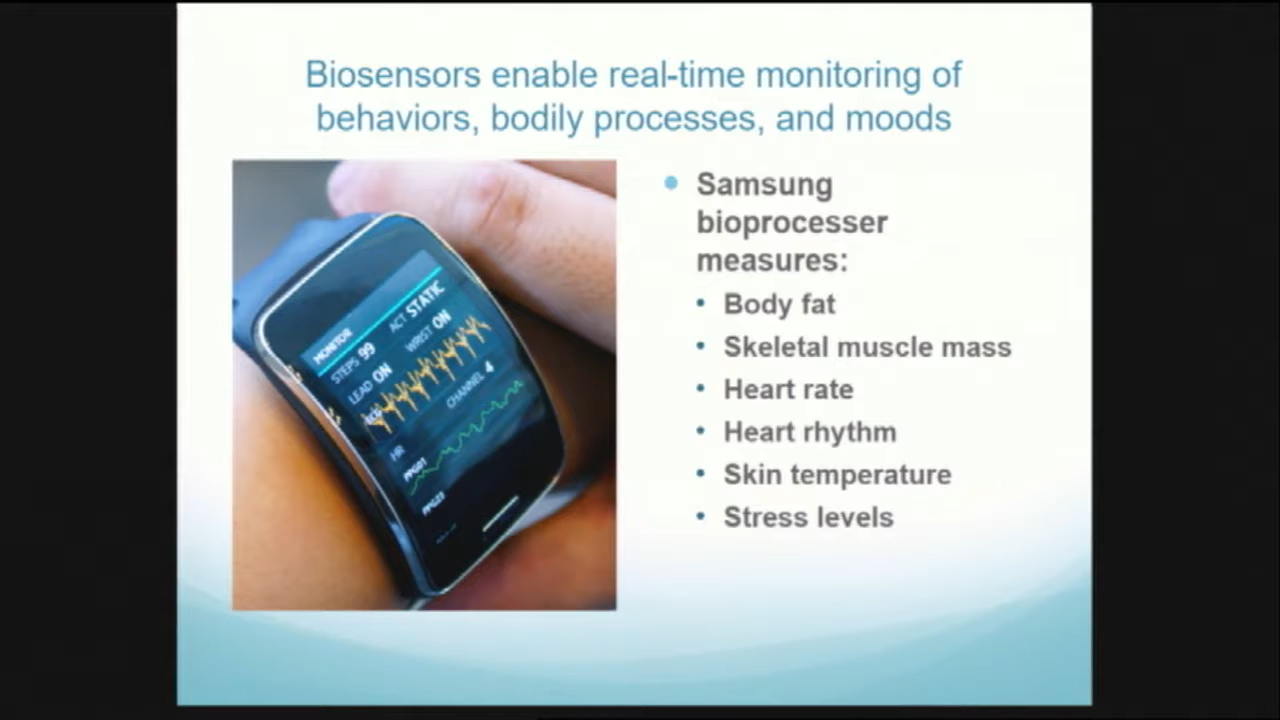 Biosensors enable real-time monitoring of
behaviors, bodily processes, and moods
MONITOR
STEPS 99 ACT STATIC
LEAD ON WRIST ON
ECG
CHANNEL 4
HR
PPG01
• Samsung
bioprocesser
measures:
• Body fat
• Skeletal muscle mass
• Heart rate
• Heart rhythm
• Skin temperature
• Stress levels